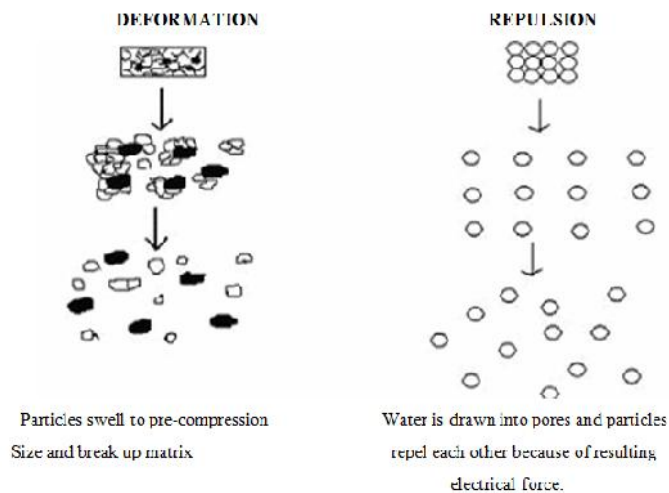 DEFORMATION
REPULSION
Particles swell to pre-compression
Size and break up matrix
Water is drawn into pores and particles
repel each other because of resulting
electrical force.